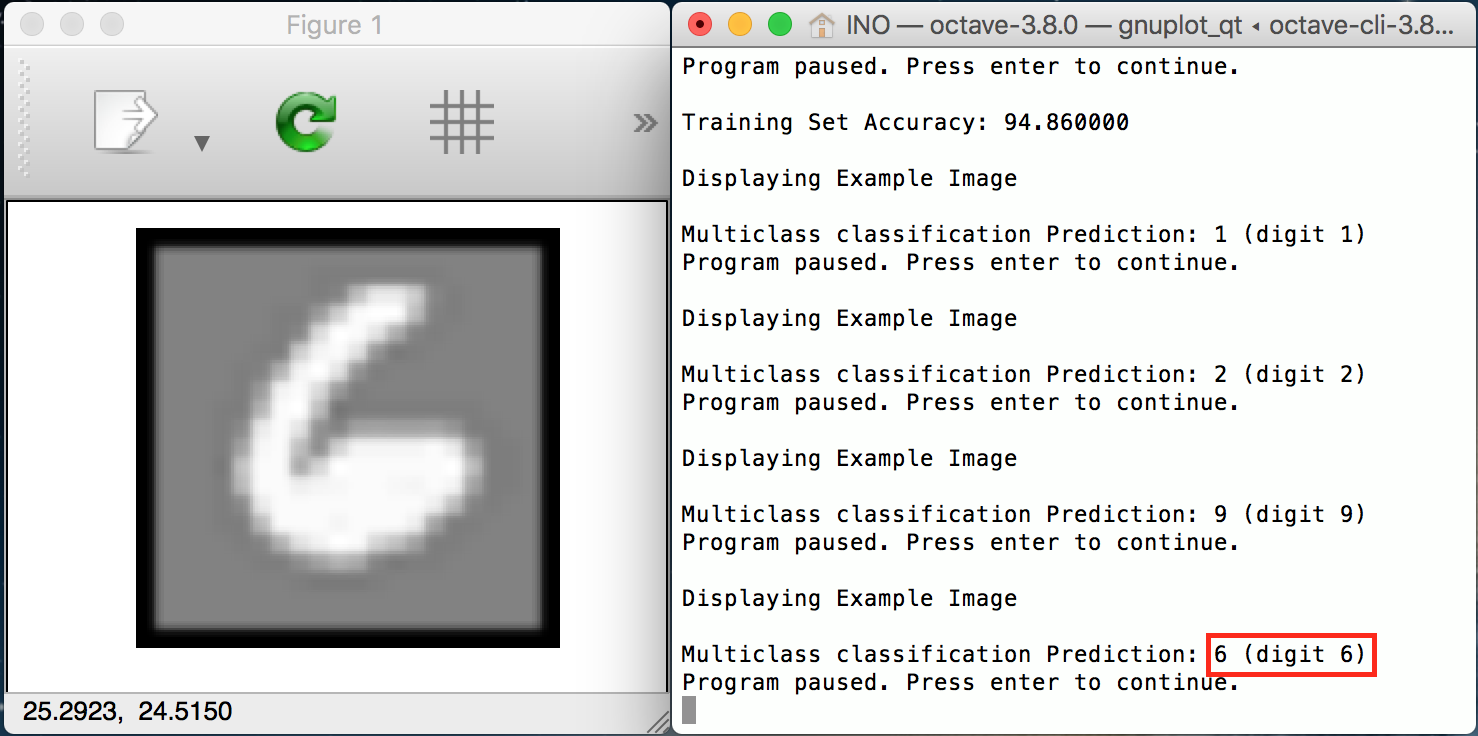 Figure 1
25.2923, 24.5150
INO — octave-3.8.0 — gnuplot_qt ◂ octave-cli-3.8...
Program paused. Press enter to continue.
Training Set Accuracy: 94.860000
Displaying Example Image
Multiclass classification Prediction: 1 (digit 1)
Program paused. Press enter to continue.
Displaying Example Image
Multiclass classification Prediction: 2 (digit 2)
Program paused. Press enter to continue.
Displaying Example Image
Multiclass classification Prediction: 9 (digit 9)
Program paused. Press enter to continue.
Displaying Example Image
Multiclass classification Prediction: 6 (digit 6)
Program paused. Press enter to continue.